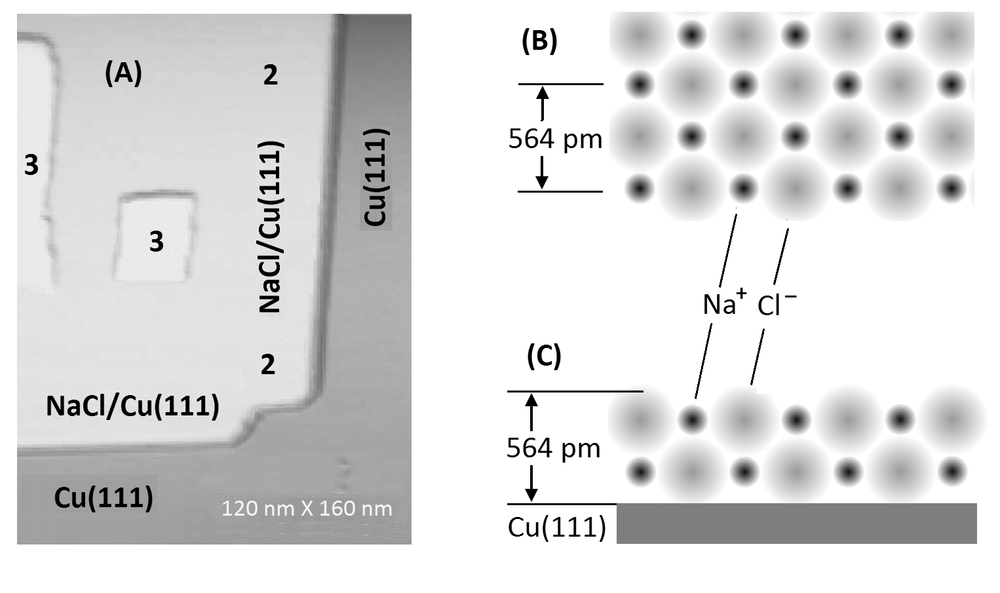 (A)
2
3
NaCl/Cu(111)
Cu(111)
3
2
NaCl/Cu(111)
Cu(111)
120 nm X 160 nm
(B)
564 pm
Na⁺ Cl⁻
(C)
564 pm
Cu(111)